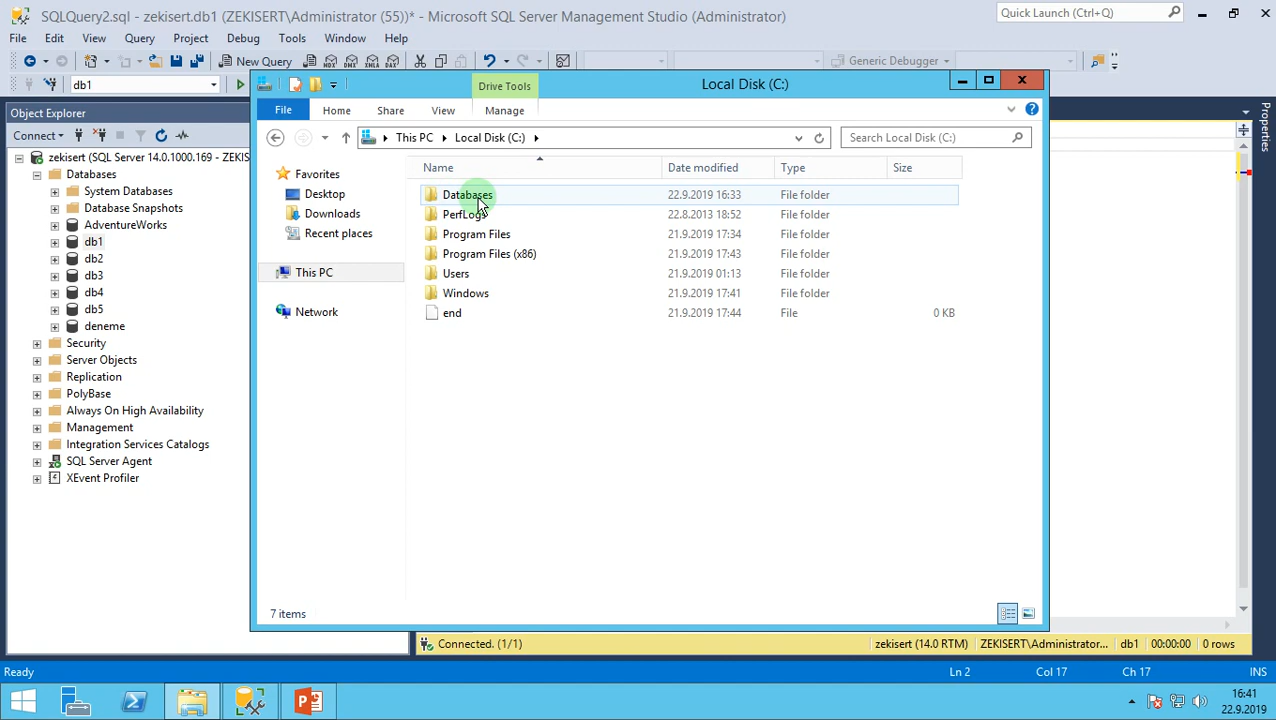 SQLQuery2.sql - zekisert.db1 (ZEKISERT\Administrator (55))* - Microsoft SQL Server Management Studio (Administrator)
Quick Launch (Ctrl+Q)
File Edit View Query Project Debug Tools Window Help
New Query
Generic Debugger
db1
Object Explorer
Connect
zekisert (SQL Server 14.0.1000.169 - ZEKIS
Databases
System Databases
Database Snapshots
AdventureWorks
db1
db2
db3
db4
db5
deneme
Security
Server Objects
Replication
PolyBase
Always On High Availability
Management
Integration Services Catalogs
SQL Server Agent
XEvent Profiler
Drive Tools
Local Disk (C:)
File Home Share View Manage
This PC Local Disk (C:)
Search Local Disk (C:)
Favorites
Desktop
Downloads
Recent places
This PC
Network
Name Date modified Type Size
Databases 22.9.2019 16:33 File folder
PerfLogs 22.8.2013 18:52 File folder
Program Files 21.9.2019 17:34 File folder
Program Files (x86) 21.9.2019 17:43 File folder
Users 21.9.2019 01:13 File folder
Windows 21.9.2019 17:41 File folder
end 21.9.2019 17:44 File 0 KB
7 items
Properties
Connected. (1/1)
zekisert (14.0 RTM) ZEKISERT\Administrator... db1 00:00:00 0 rows
Ready
Ln 2 Col 17 Ch 17 INS
16:41
22.9.2019